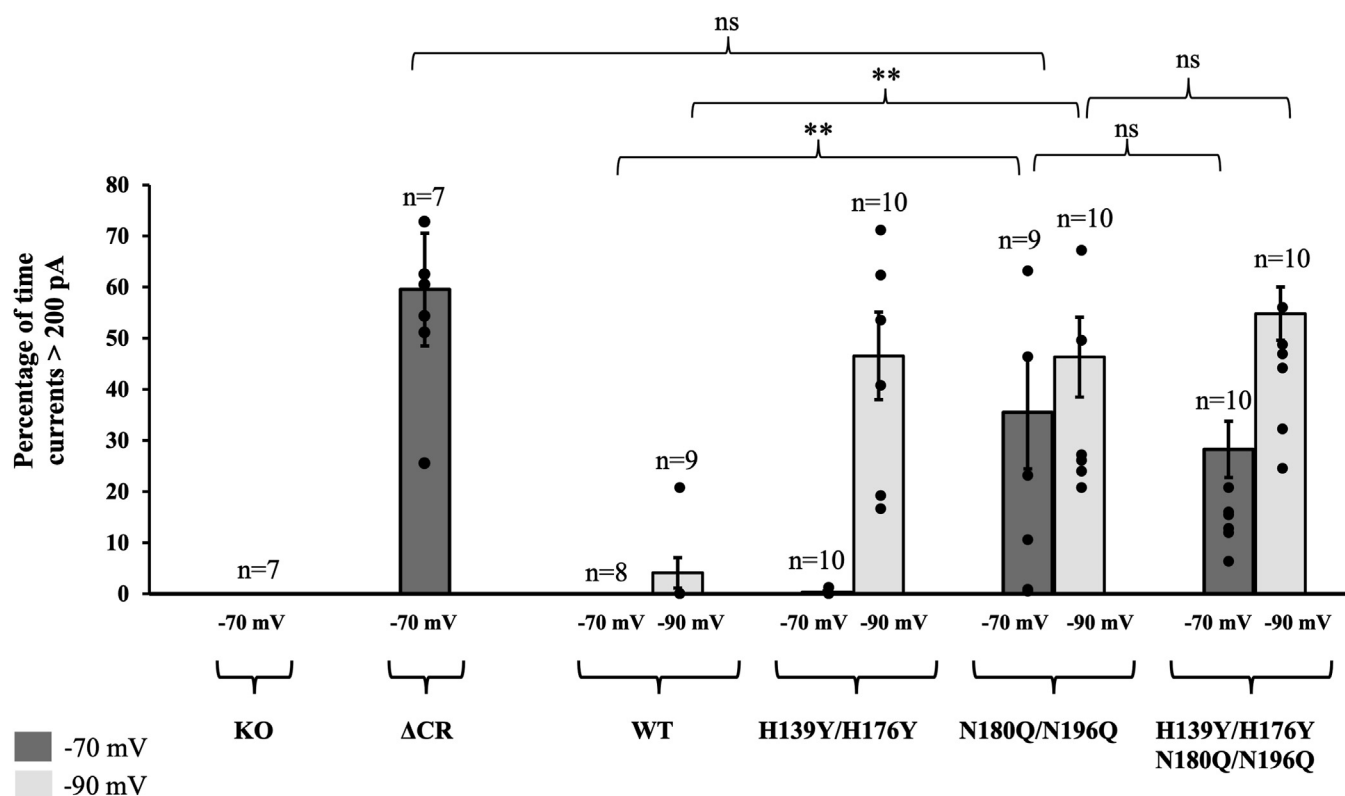 ns
**
ns
**
ns
Percentage of time
currents > 200 pA
80
70
60
50
40
30
20
10
0
n=7
n=7
n=8
n=9
n=10
n=10
n=9
n=10
n=10
n=10
-70 mV
-70 mV
-70 mV -90 mV
-70 mV -90 mV
-70 mV -90 mV
-70 mV -90 mV
KO
ΔCR
WT
H139Y/H176Y
N180Q/N196Q
H139Y/H176Y
N180Q/N196Q
-70 mV
-90 mV